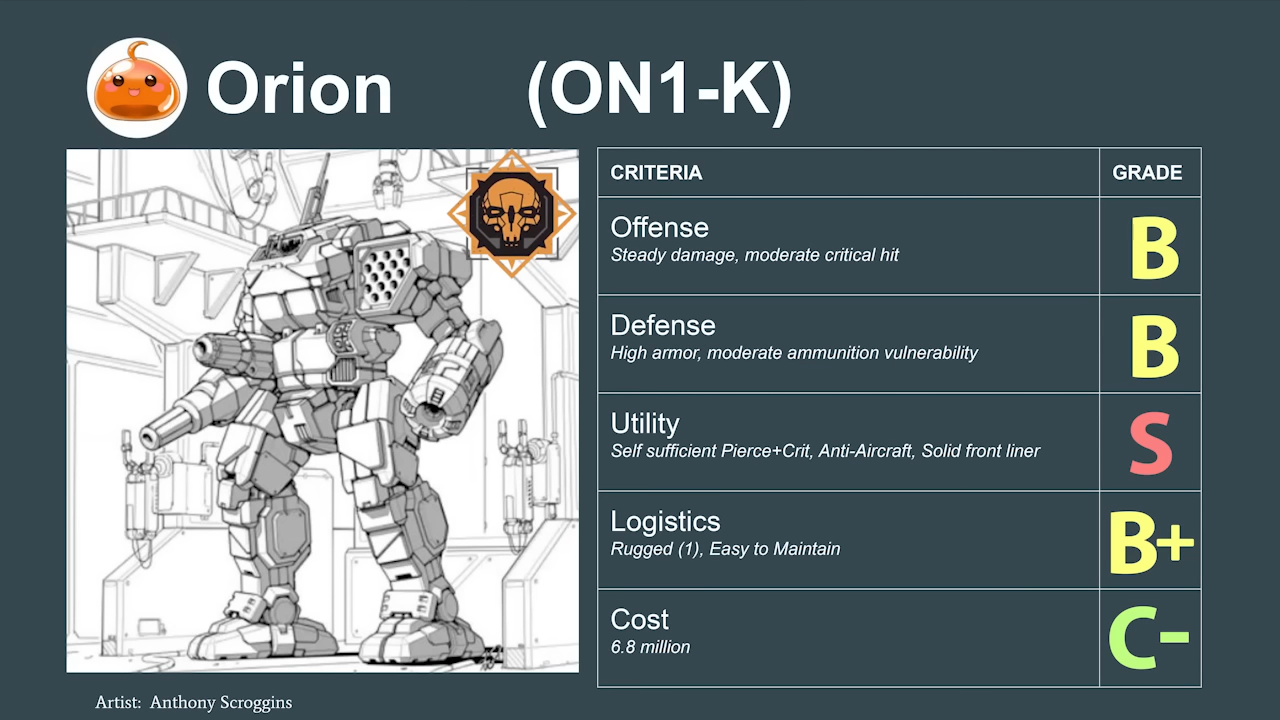 Orion (ON1-K)
CRITERIA GRADE
Offense
Steady damage, moderate critical hit
B
Defense
High armor, moderate ammunition vulnerability
B
Utility
Self sufficient Pierce+Crit, Anti-Aircraft, Solid front liner
S
Logistics
Rugged (1), Easy to Maintain
B+
Cost
6.8 million
C-
Artist: Anthony Scroggins